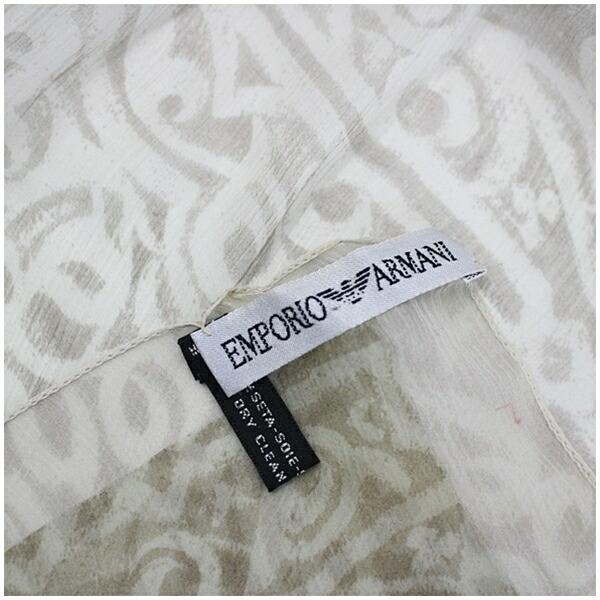 EMPORIO ARMANI
SETA-SOIE-
DRY CLEAN